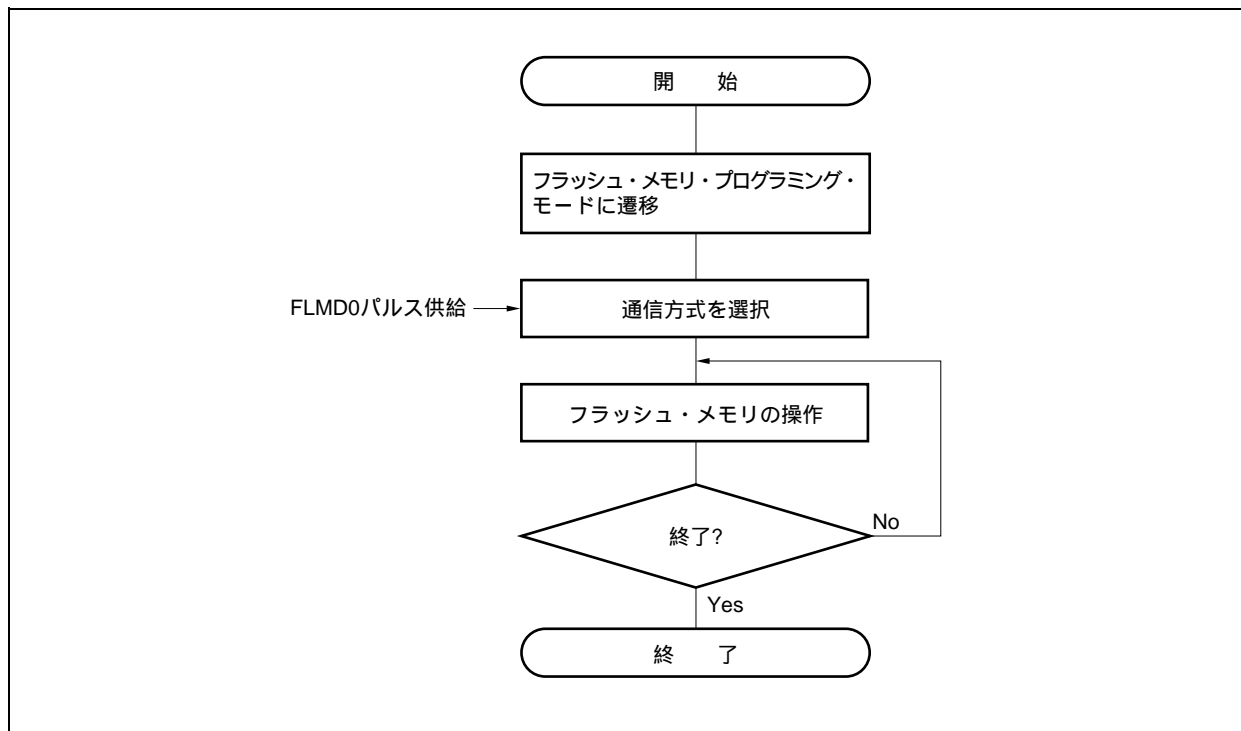 開 始
フラッシュ・メモリ・プログラミング・
モードに遷移
FLMD0パルス供給
通信方式を選択
フラッシュ・メモリの操作
終了?
No
Yes
終 了